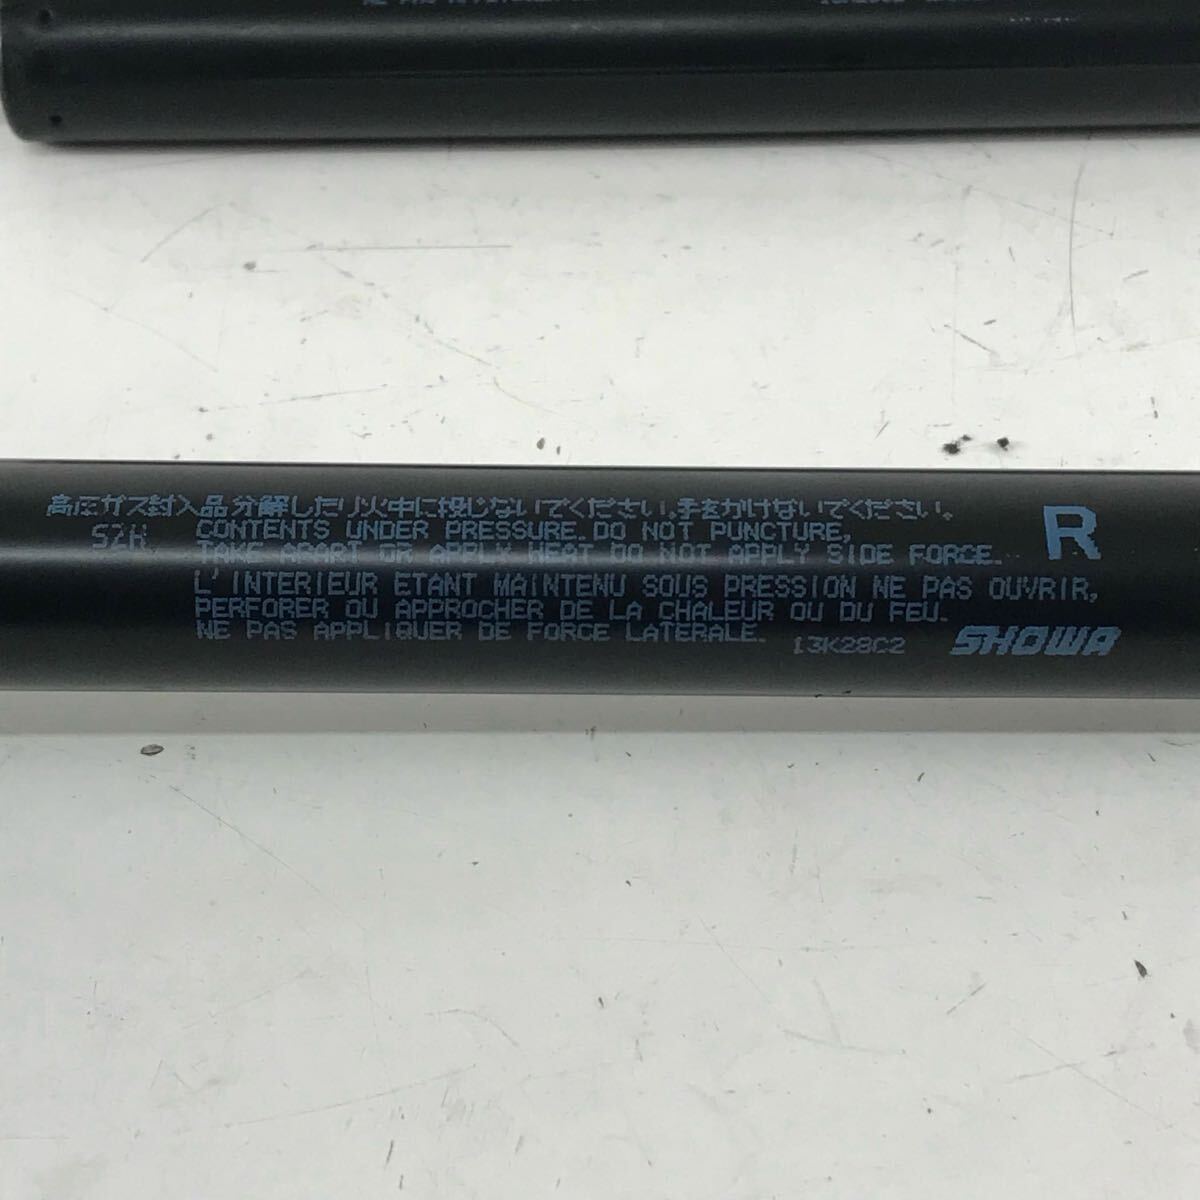 高圧ガス封入品分解したり火中に投じないでください。手をかけないでください。
R
CONTENTS UNDER PRESSURE. DO NOT PUNCTURE,
TAKE APART OR APPLY HEAT DO NOT APPLY SIDE FORCE.
L'INTERIEUR ETANT MAINTENU SOUS PRESSION NE PAS OUVRIR,
PERFORER OU APPROCHER DE LA CHALEUR OU DU FEU.
NE PAS APPLIQUER DE FORCE LATERALE.
13K28C2
SHOWA